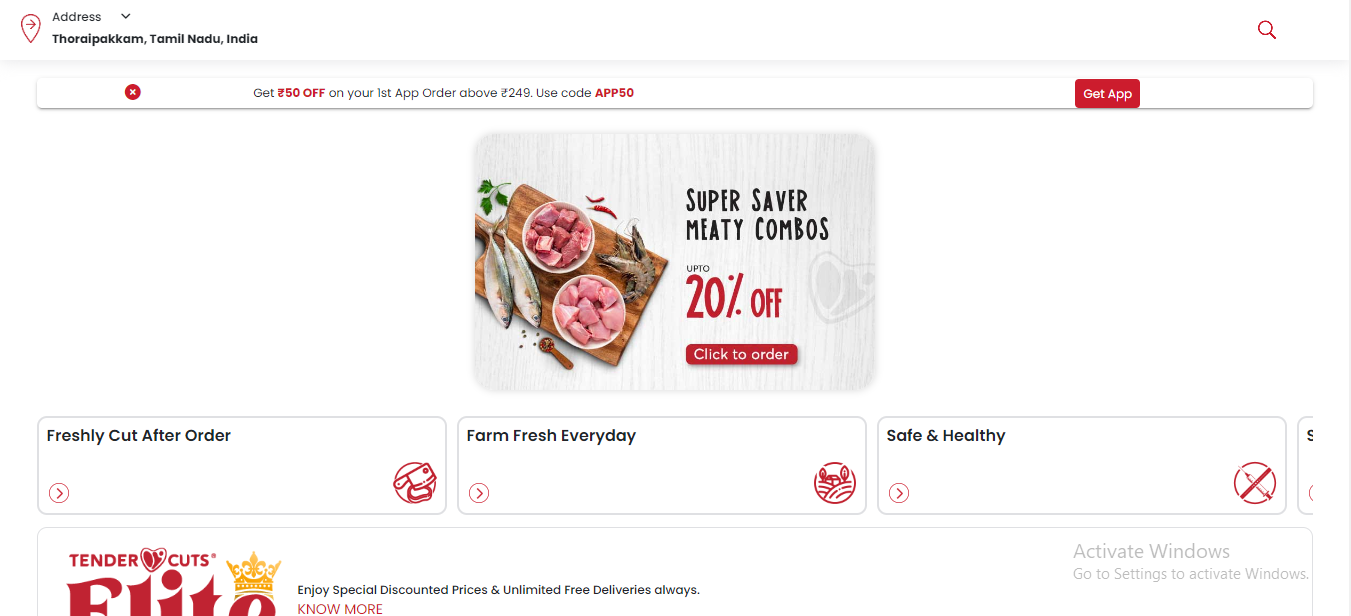 Address
Thoraipakkam, Tamil Nadu, India
Get ₹50 OFF on your 1st App Order above ₹249. Use code APP50
Get App
SUPER SAVER
MEATY COMBOS
UPTO
20% OFF
Click to order
Freshly Cut After Order
Farm Fresh Everyday
Safe & Healthy
S
TENDER CUTS®
Elite
Enjoy Special Discounted Prices & Unlimited Free Deliveries always.
KNOW MORE
Activate Windows
Go to Settings to activate Windows.